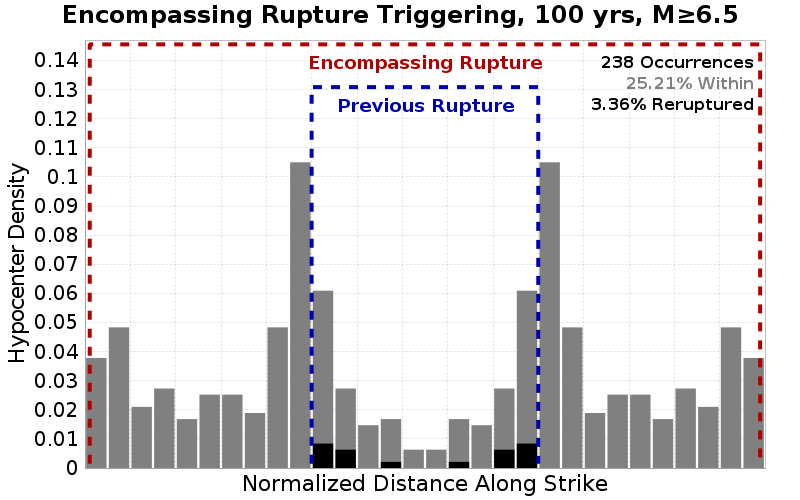 Encompassing Rupture Triggering, 100 yrs, M≥6.5
Encompassing Rupture
238 Occurrences
25.21% Within
3.36% Reruptured
Previous Rupture
0.14
0.13
0.12
0.11
0.1
0.09
0.08
0.07
0.06
0.05
0.04
0.03
0.02
0.01
0
Hypocenter Density
Normalized Distance Along Strike